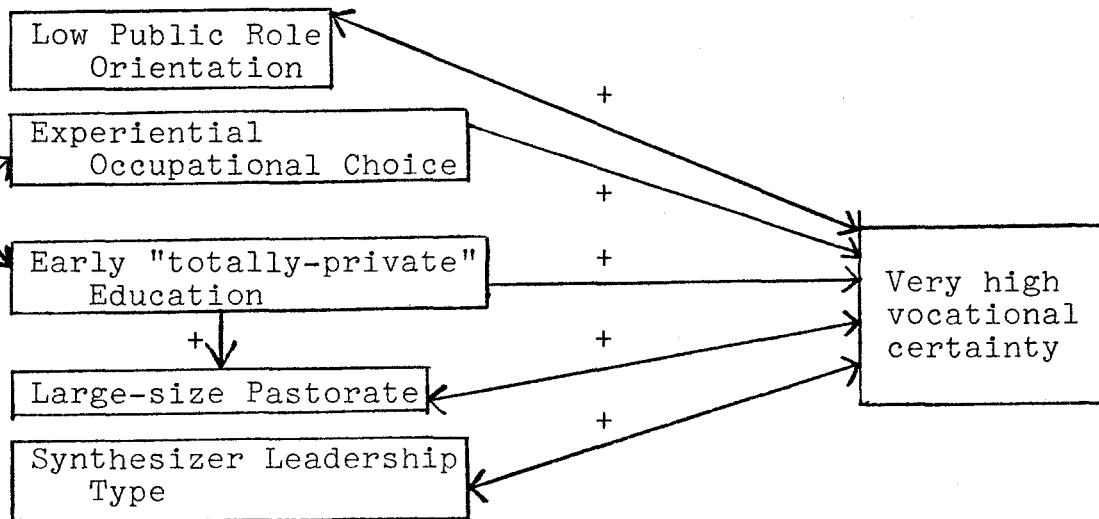 Low Public Role
Orientation
+
Experiential
Occupational Choice
+
Early "totally-private"
Education
+
Very high
vocational
certainty
+
+
Large-size Pastorate
+
Synthesizer Leadership
Type